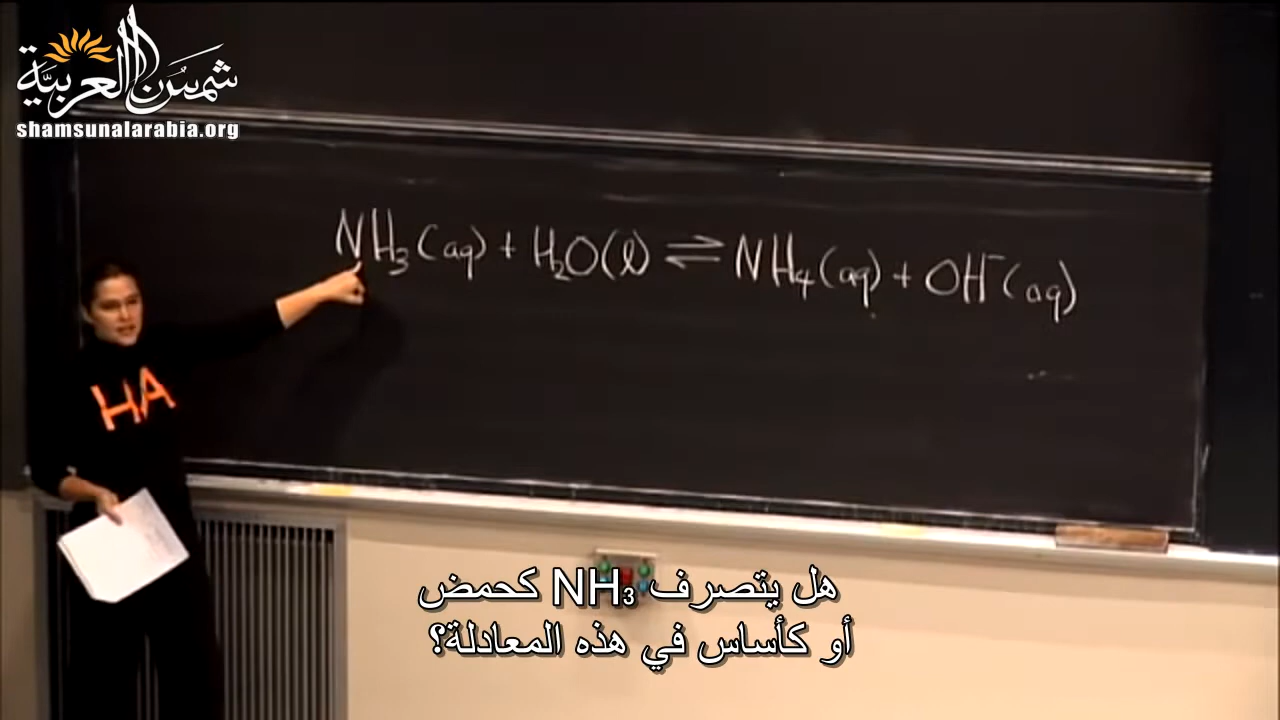 شمس العربية
shamsunalarabia.org
NH₃(aq) + H₂O(l) ⇌ NH₄(aq) + OH⁻(aq)
HA
هل يتصرف NH₃ كحمض
أو كأساس في هذه المعادلة؟